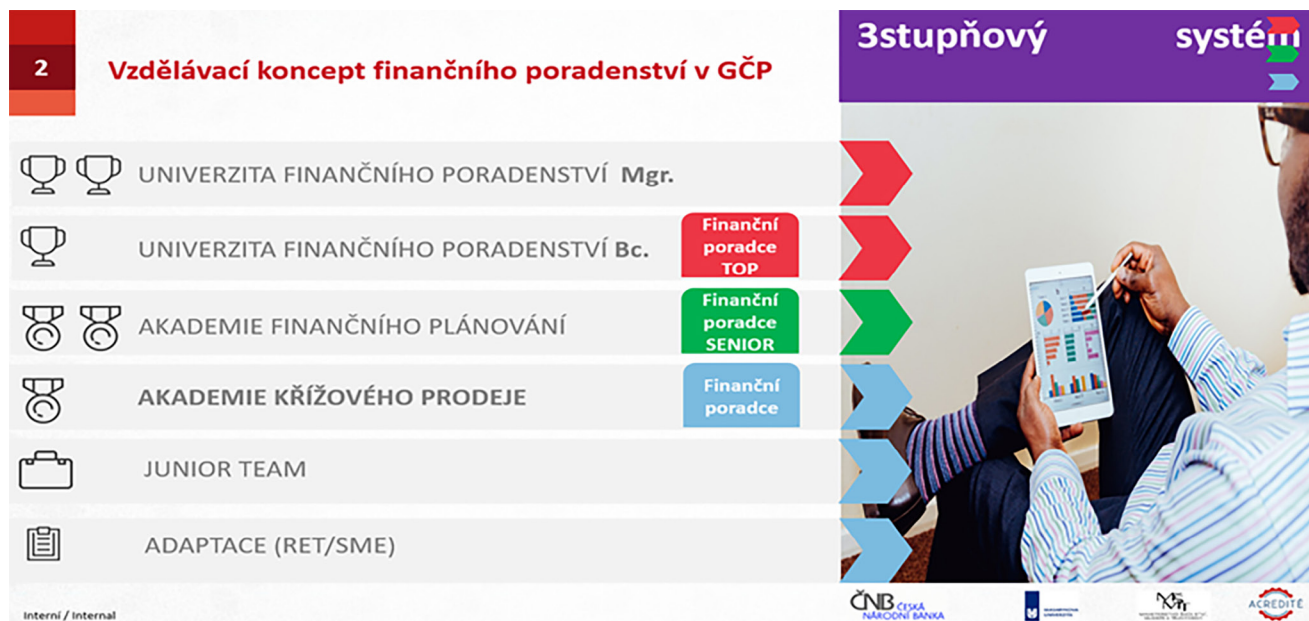 2
Vzdělávací koncept finančního poradenství v GČP
3stupňový systém
UNIVERZITA FINANČNÍHO PORADENSTVÍ Mgr.
UNIVERZITA FINANČNÍHO PORADENSTVÍ Bc.
Finanční
poradce
TOP
AKADEMIE FINANČNÍHO PLÁNOVÁNÍ
Finanční
poradce
SENIOR
AKADEMIE KŘÍŽOVÉHO PRODEJE
Finanční
poradce
JUNIOR TEAM
ADAPTACE (RET/SME)
Interní / Internal
ČNB ČESKÁ
NÁRODNÍ BANKA
UNIVERZITA
ACREDITÉ